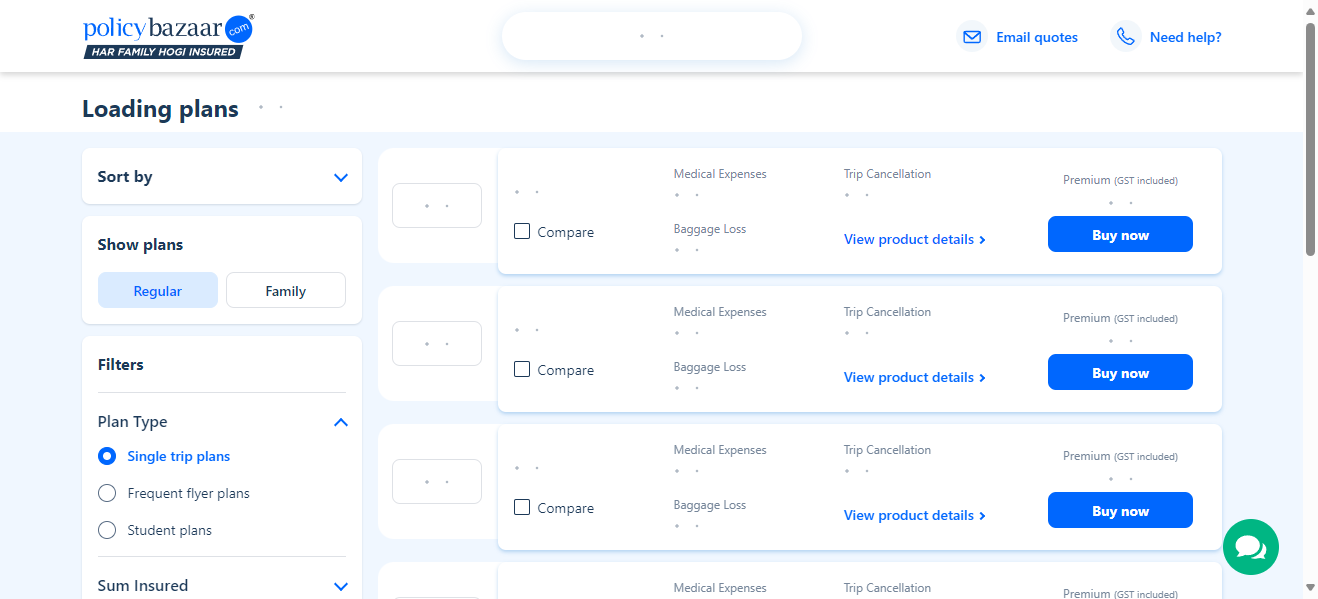 policybazaar.com®
HAR FAMILY HOGI INSURED
Email quotes
Need help?
Loading plans
Sort by
Show plans
Regular
Family
Filters
Plan Type
Single trip plans
Frequent flyer plans
Student plans
Sum Insured
Medical Expenses
Trip Cancellation
Premium (GST included)
Compare
Baggage Loss
View product details
Buy now
Medical Expenses
Trip Cancellation
Premium (GST included)
Compare
Baggage Loss
View product details
Buy now
Medical Expenses
Trip Cancellation
Premium (GST included)
Compare
Baggage Loss
View product details
Buy now
Medical Expenses
Trip Cancellation
Premium (GST included)